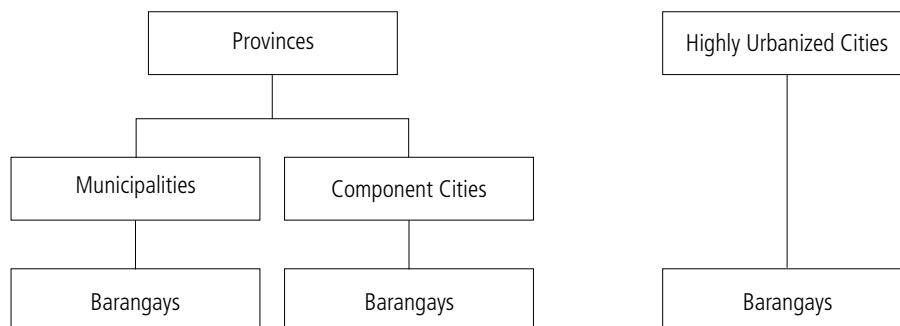 Provinces
Highly Urbanized Cities
Municipalities
Component Cities
Barangays
Barangays
Barangays